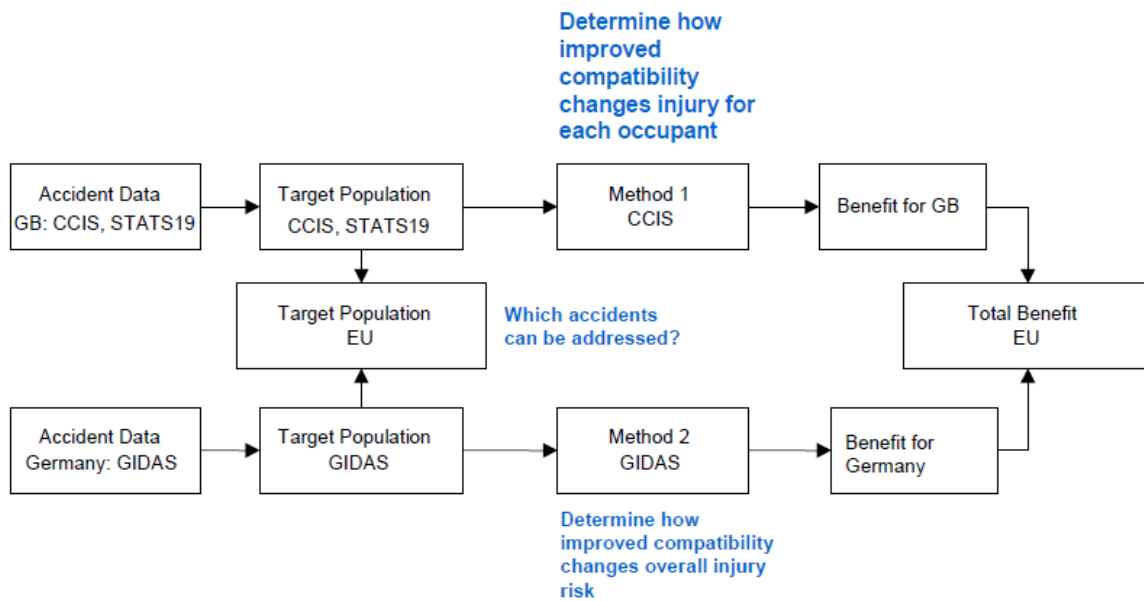 Determine how
improved
compatibility
changes injury for
each occupant
Accident Data
GB: CCIS, STATS19
Target Population
CCIS, STATS19
Method 1
CCIS
Benefit for GB
Target Population
EU
Which accidents
can be addressed?
Total Benefit
EU
Accident Data
Germany: GIDAS
Target Population
GIDAS
Method 2
GIDAS
Benefit for
Germany
Determine how
improved compatibility
changes overall injury
risk